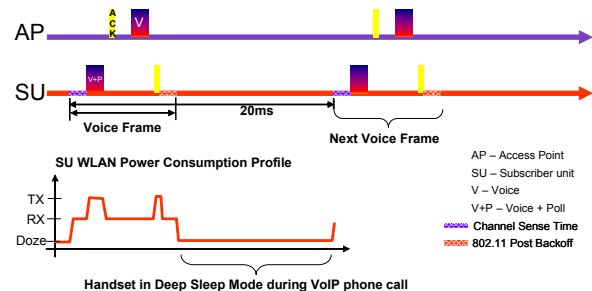 ACK
V
AP
V+P
SU
20ms
Voice Frame
Next Voice Frame
SU WLAN Power Consumption Profile
AP – Access Point
SU – Subscriber unit
V – Voice
V+P – Voice + Poll
Channel Sense Time
802.11 Post Backoff
TX
RX
Doze
Handset in Deep Sleep Mode during VoIP phone call